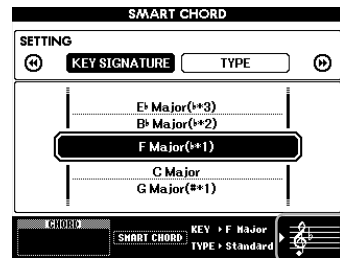 SMART CHORD
SETTING
KEY SIGNATURE TYPE
E♭ Major(♭*3)
B♭ Major(♭*2)
F Major(♭*1)
C Major
G Major(#*1)
CHORD
SMART CHORD
KEY ▸ F Major
TYPE ▸ Standard